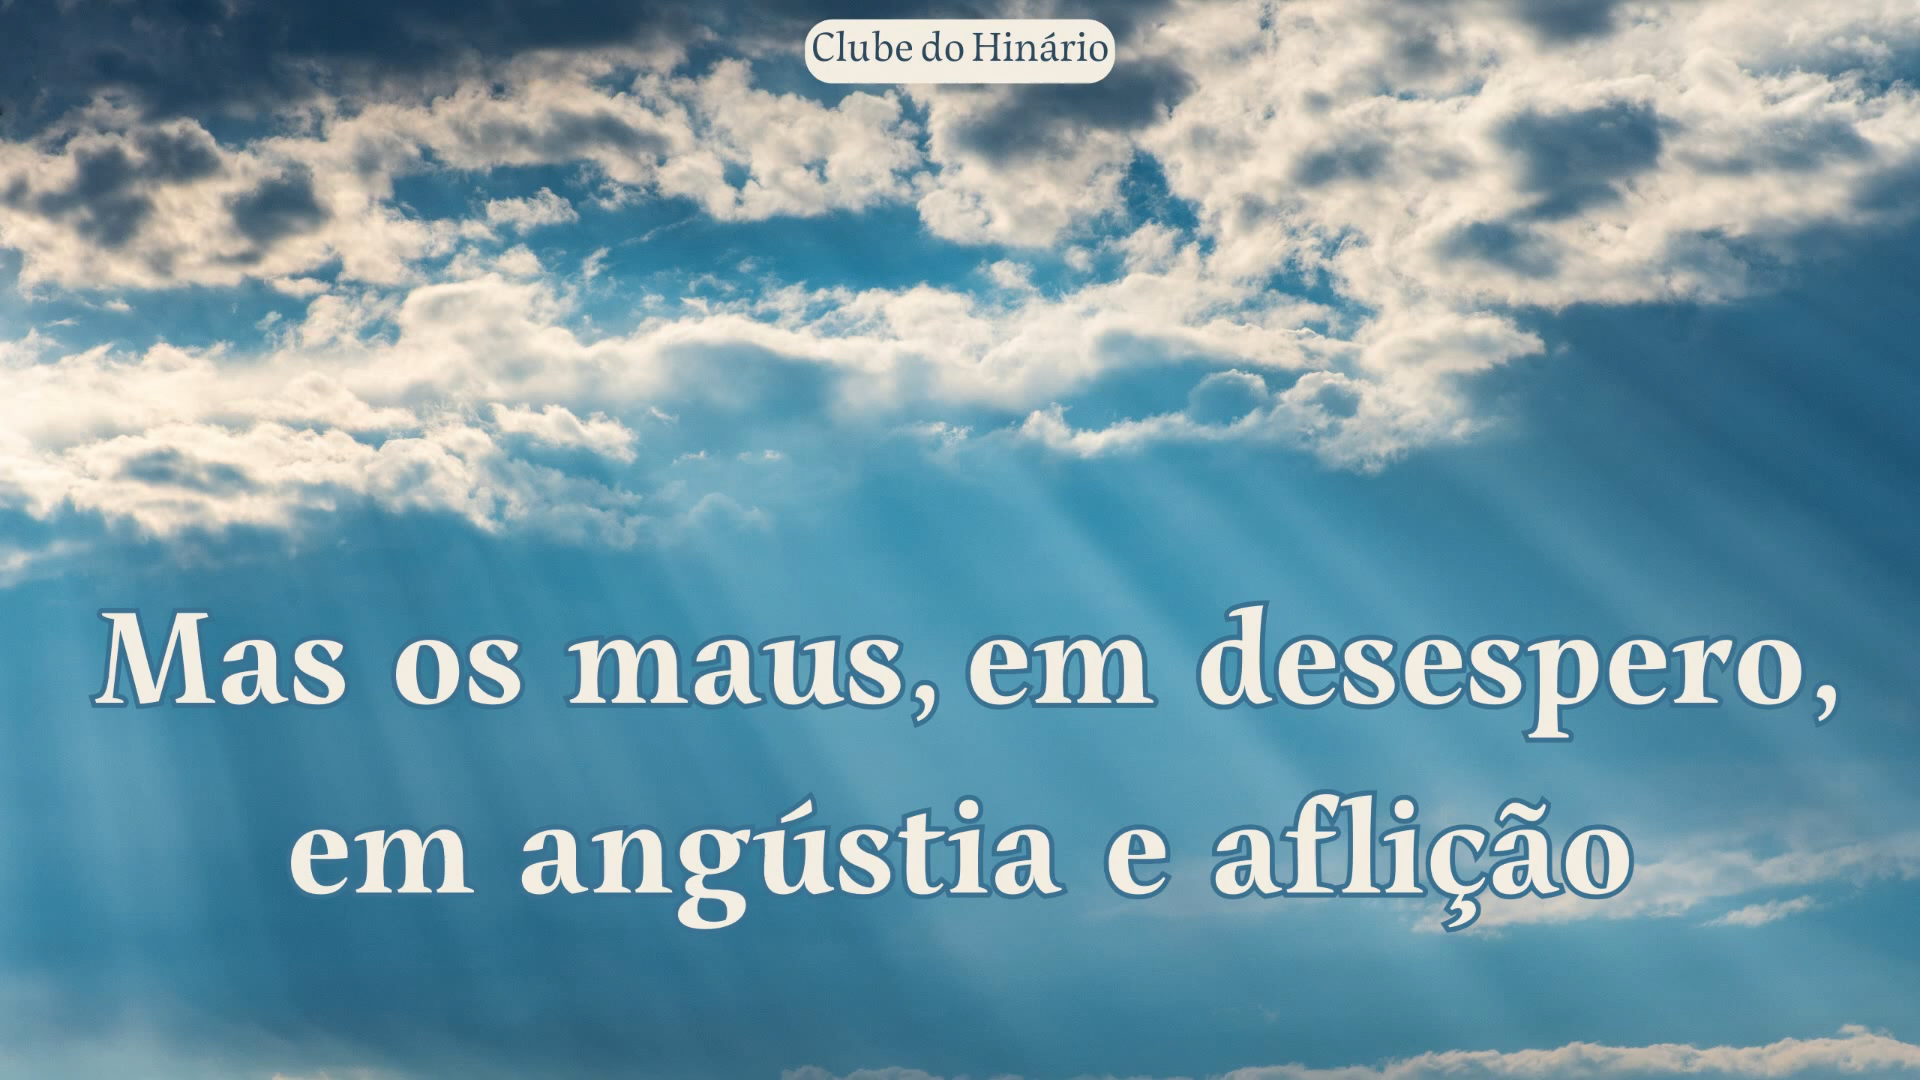 Clube do Hinário
Mas os maus, em desespero,
em angústia e aflição